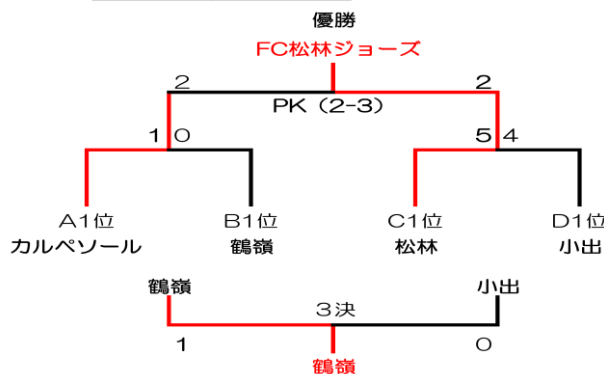 優勝
FC松林ジョーズ
2 2
PK(2-3)
1 0 5 4
A1位 B1位 C1位 D1位
カルペソール 鶴嶺 松林 小出
鶴嶺 小出
3決
1 0
鶴嶺